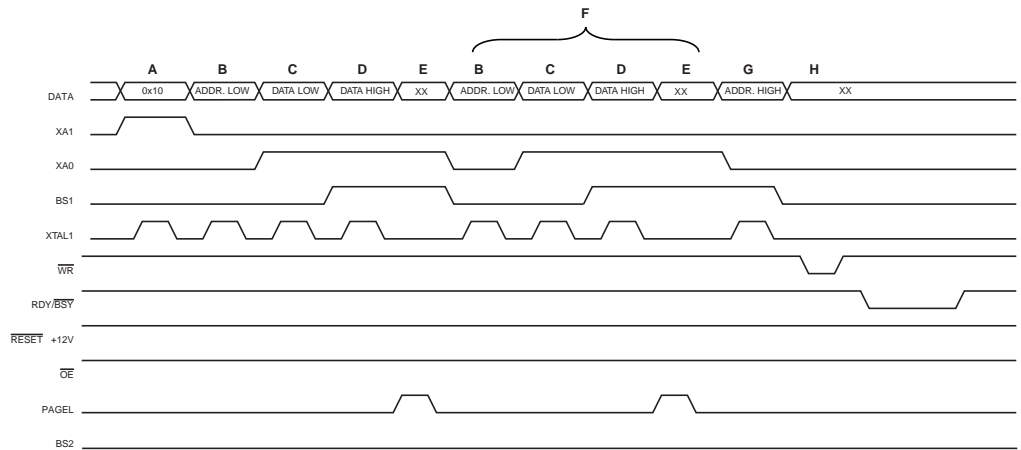 F
A B C D E B C D E G H
DATA 0x10 ADDR. LOW DATA LOW DATA HIGH XX ADDR. LOW DATA LOW DATA HIGH XX ADDR. HIGH XX
XA1
XA0
BS1
XTAL1
WR
RDY/BSY
RESET +12V
OE
PAGEL
BS2